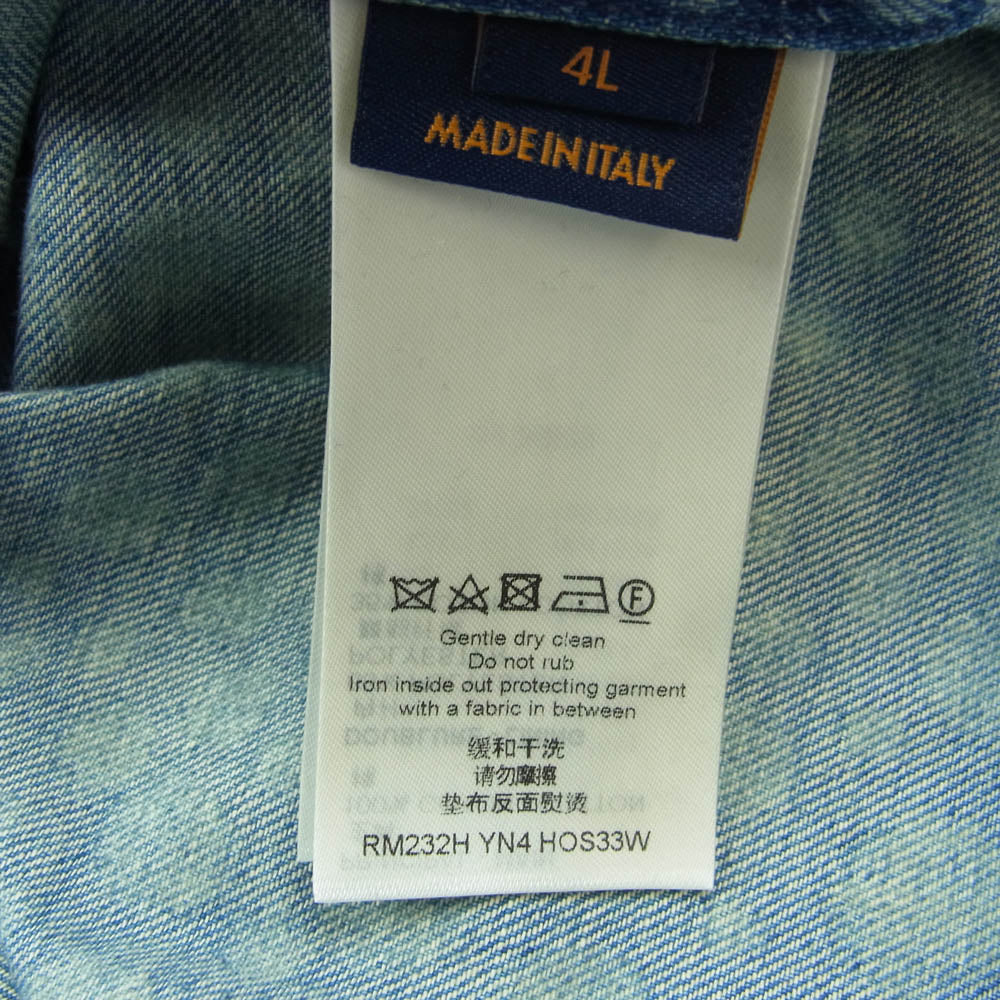 4L
MADE IN ITALY
F
Gentle dry clean
Do not rub
Iron inside out protecting garment
with a fabric in between
缓和干洗
请勿摩擦
垫布反面熨烫
RM232H YN4 HOS33W